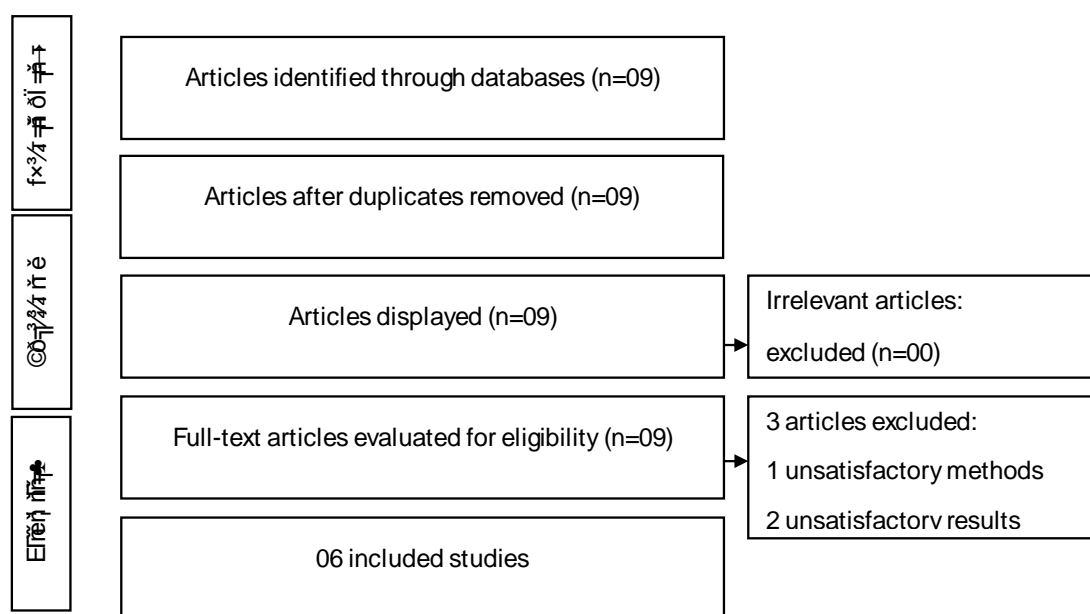 Articles identified through databases (n=09)
Articles after duplicates removed (n=09)
Articles displayed (n=09)
Irrelevant articles:
excluded (n=00)
Full-text articles evaluated for eligibility (n=09)
3 articles excluded:
1 unsatisfactory methods
2 unsatisfactory results
06 included studies